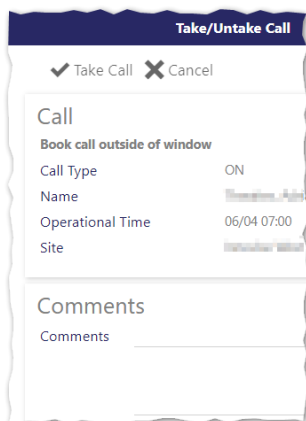 Take/Untake Call
Take Call Cancel
Call
Book call outside of window
Call Type ON
Name
Operational Time 06/04 07:00
Site
Comments
Comments